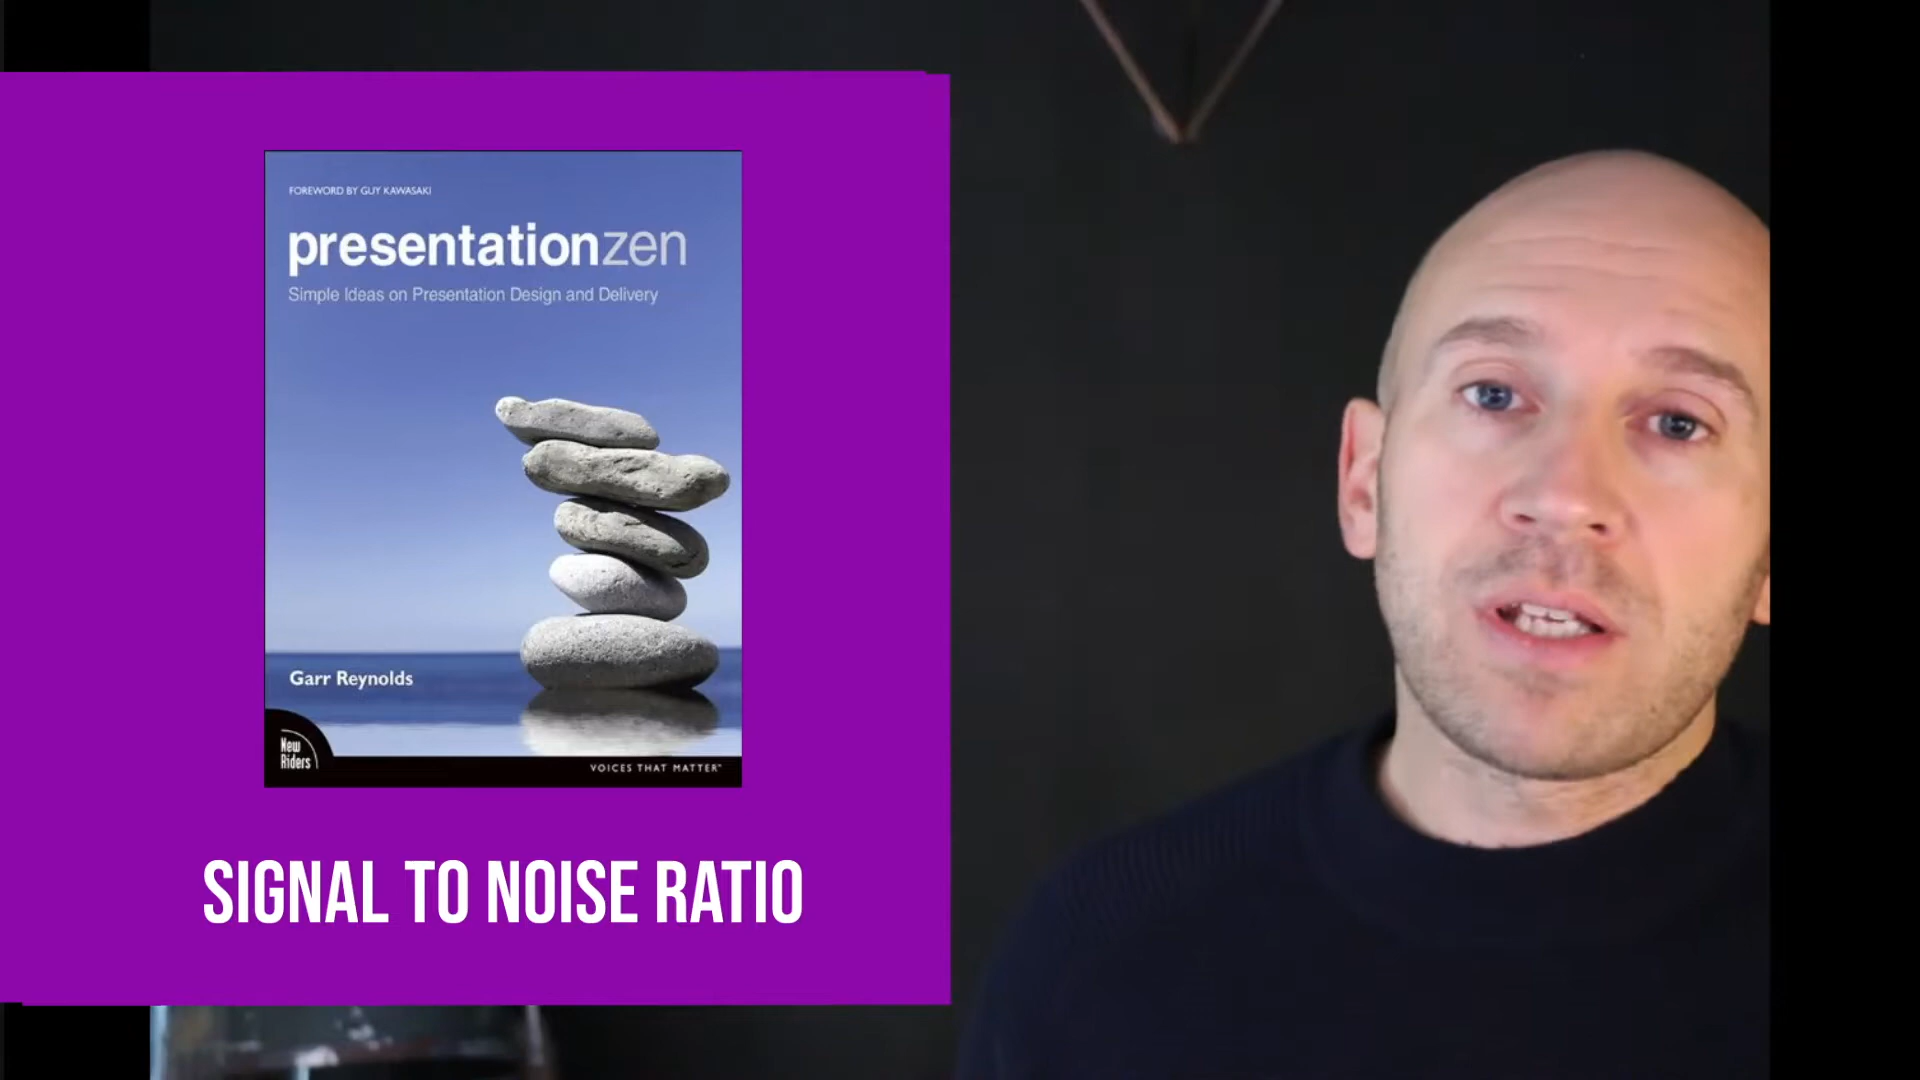 FOREWORD BY GUY KAWASAKI
presentationzen
Simple Ideas on Presentation Design and Delivery
Garr Reynolds
New
Riders
VOICES THAT MATTER™
SIGNAL TO NOISE RATIO